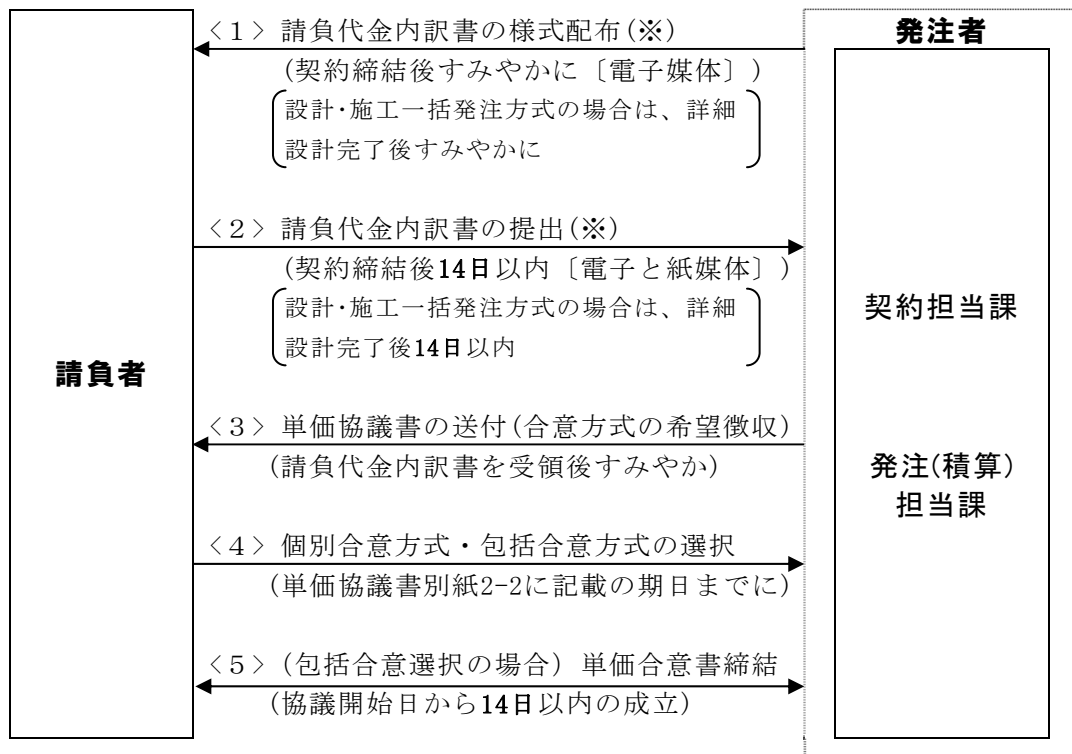 <１> 請負代金内訳書の様式配布(※)
(契約締結後すみやかに〔電子媒体〕)
設計･施工一括発注方式の場合は、詳細
設計完了後すみやかに
<２> 請負代金内訳書の提出(※)
(契約締結後14日以内〔電子と紙媒体〕)
設計･施工一括発注方式の場合は、詳細
設計完了後14日以内
請負者
<３> 単価協議書の送付(合意方式の希望徴収)
(請負代金内訳書を受領後すみやか)
<４> 個別合意方式・包括合意方式の選択
(単価協議書別紙2-2に記載の期日までに)
<５> (包括合意選択の場合) 単価合意書締結
(協議開始日から14日以内の成立)
発注者
契約担当課
発注(積算)
担当課